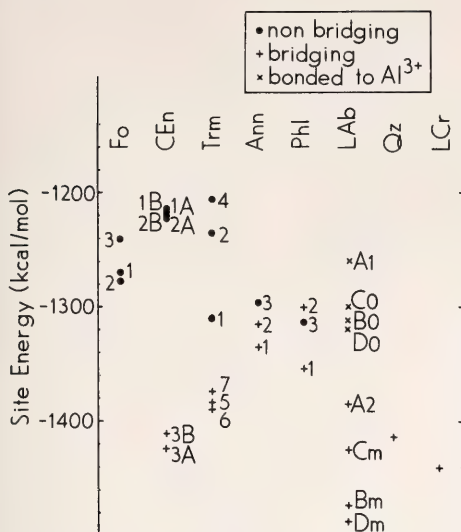 • non bridging
+ bridging
× bonded to Al³⁺
Fo CEn Trm Ann Phl LAb Qz LCr
Site Energy (kcal/mol)
-1200
-1300
-1400
3
1
2
1B 1A
2B 2A
3B
3A
4
2
1
7
5
6
3
2
1
2
3
1
A1
C0
B0
D0
A2
Cm
Bm
Dm